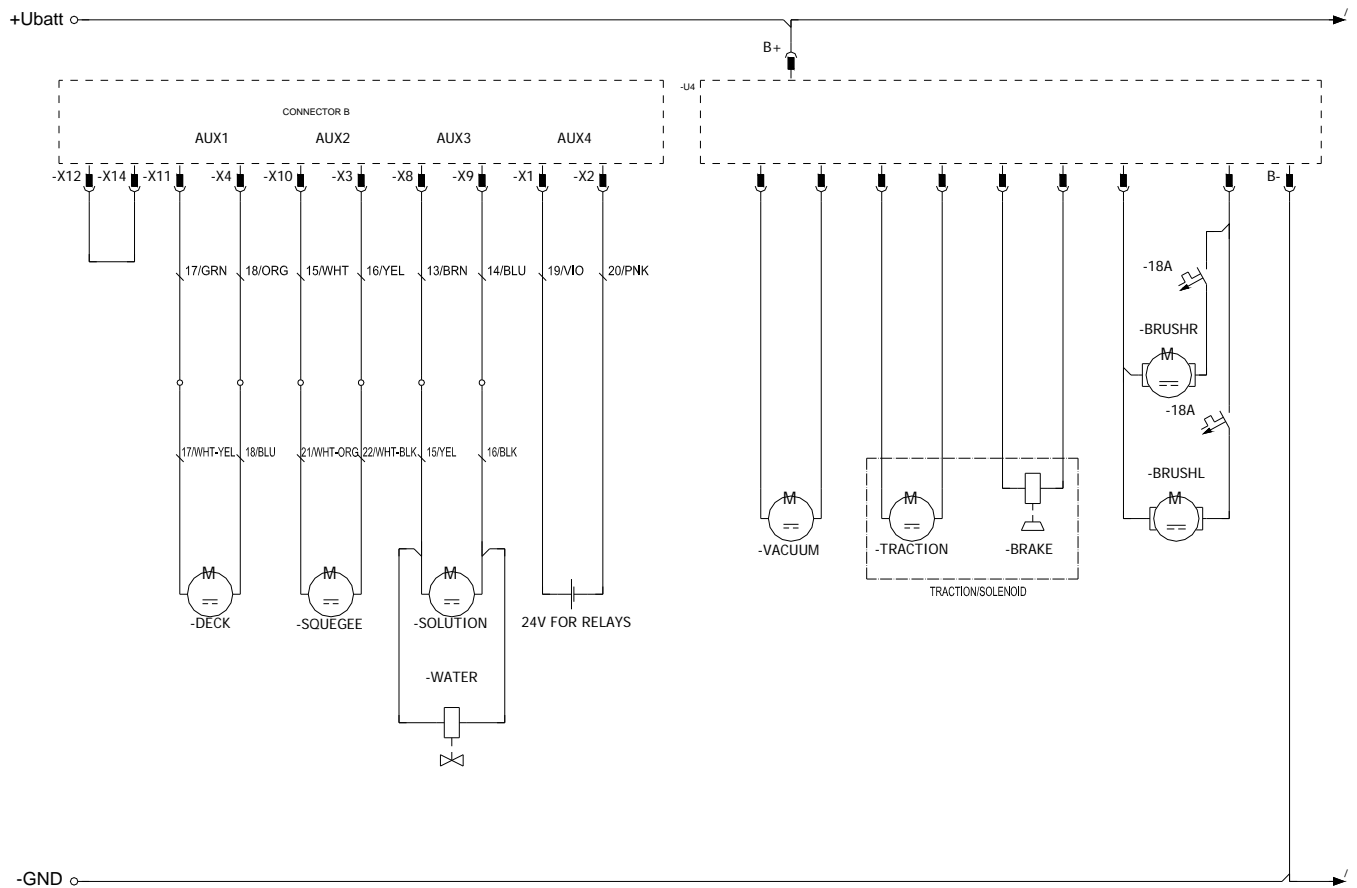 +Ubatt
/
B+
-U4
CONNECTOR B
AUX1 AUX2 AUX3 AUX4
-X12 -X14 -X11 -X4 -X10 -X3 -X8 -X9 -X1 -X2 B-
17/GRN 18/ORG 15/WHT 16/YEL 13/BRN 14/BLU 19/VIO 20/PNK
-18A
-BRUSHR
M
-18A
17/WHT-YEL 18/BLU 21/WHT-ORG 22/WHT-BLK 15/YEL 16/BLK
-BRUSHL
M M M
-VACUUM -TRACTION -BRAKE
M M M
TRACTION/SOLENOID
-DECK -SQUEGEE -SOLUTION 24V FOR RELAYS
-WATER
-GND
/